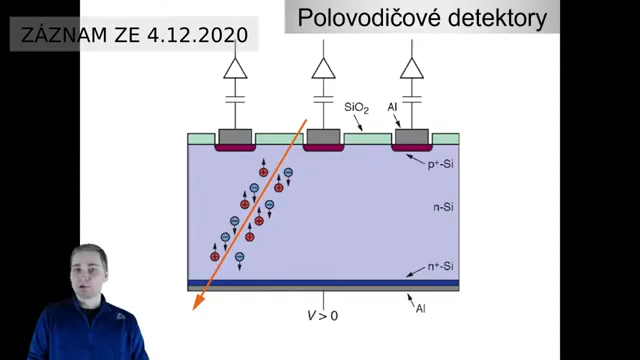 Polovodičové detektory
ZÁZNAM ZE 4.12.2020
SiO₂
Al
p⁺-Si
n-Si
n⁺-Si
Al
V > 0